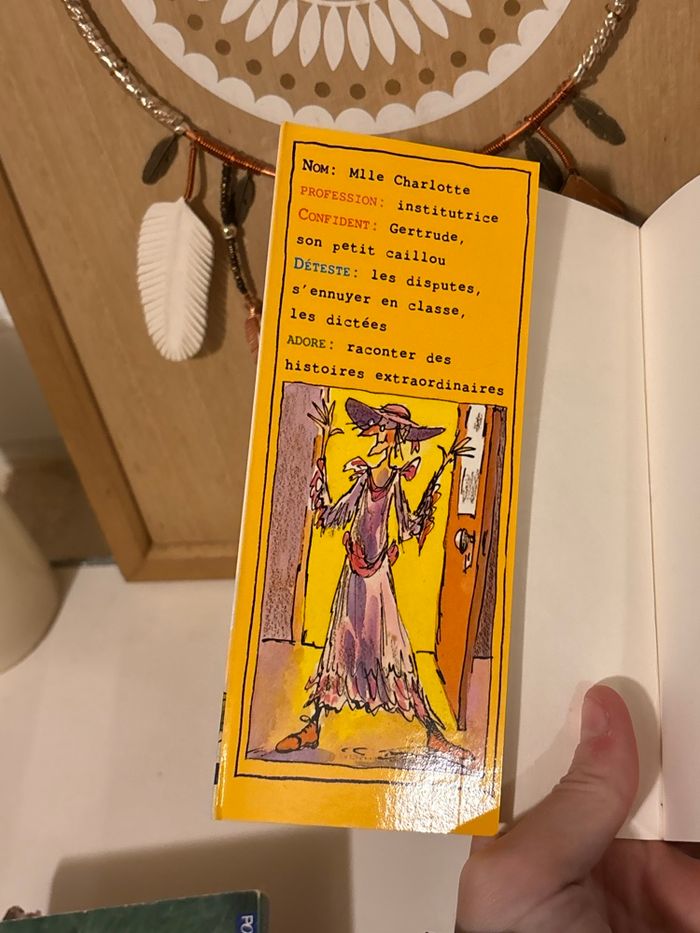 NOM: Mlle Charlotte
PROFESSION: institutrice
CONFIDENT: Gertrude,
son petit caillou
DÉTESTE: les disputes,
s'ennuyer en classe,
les dictées
ADORE: raconter des
histoires extraordinaires